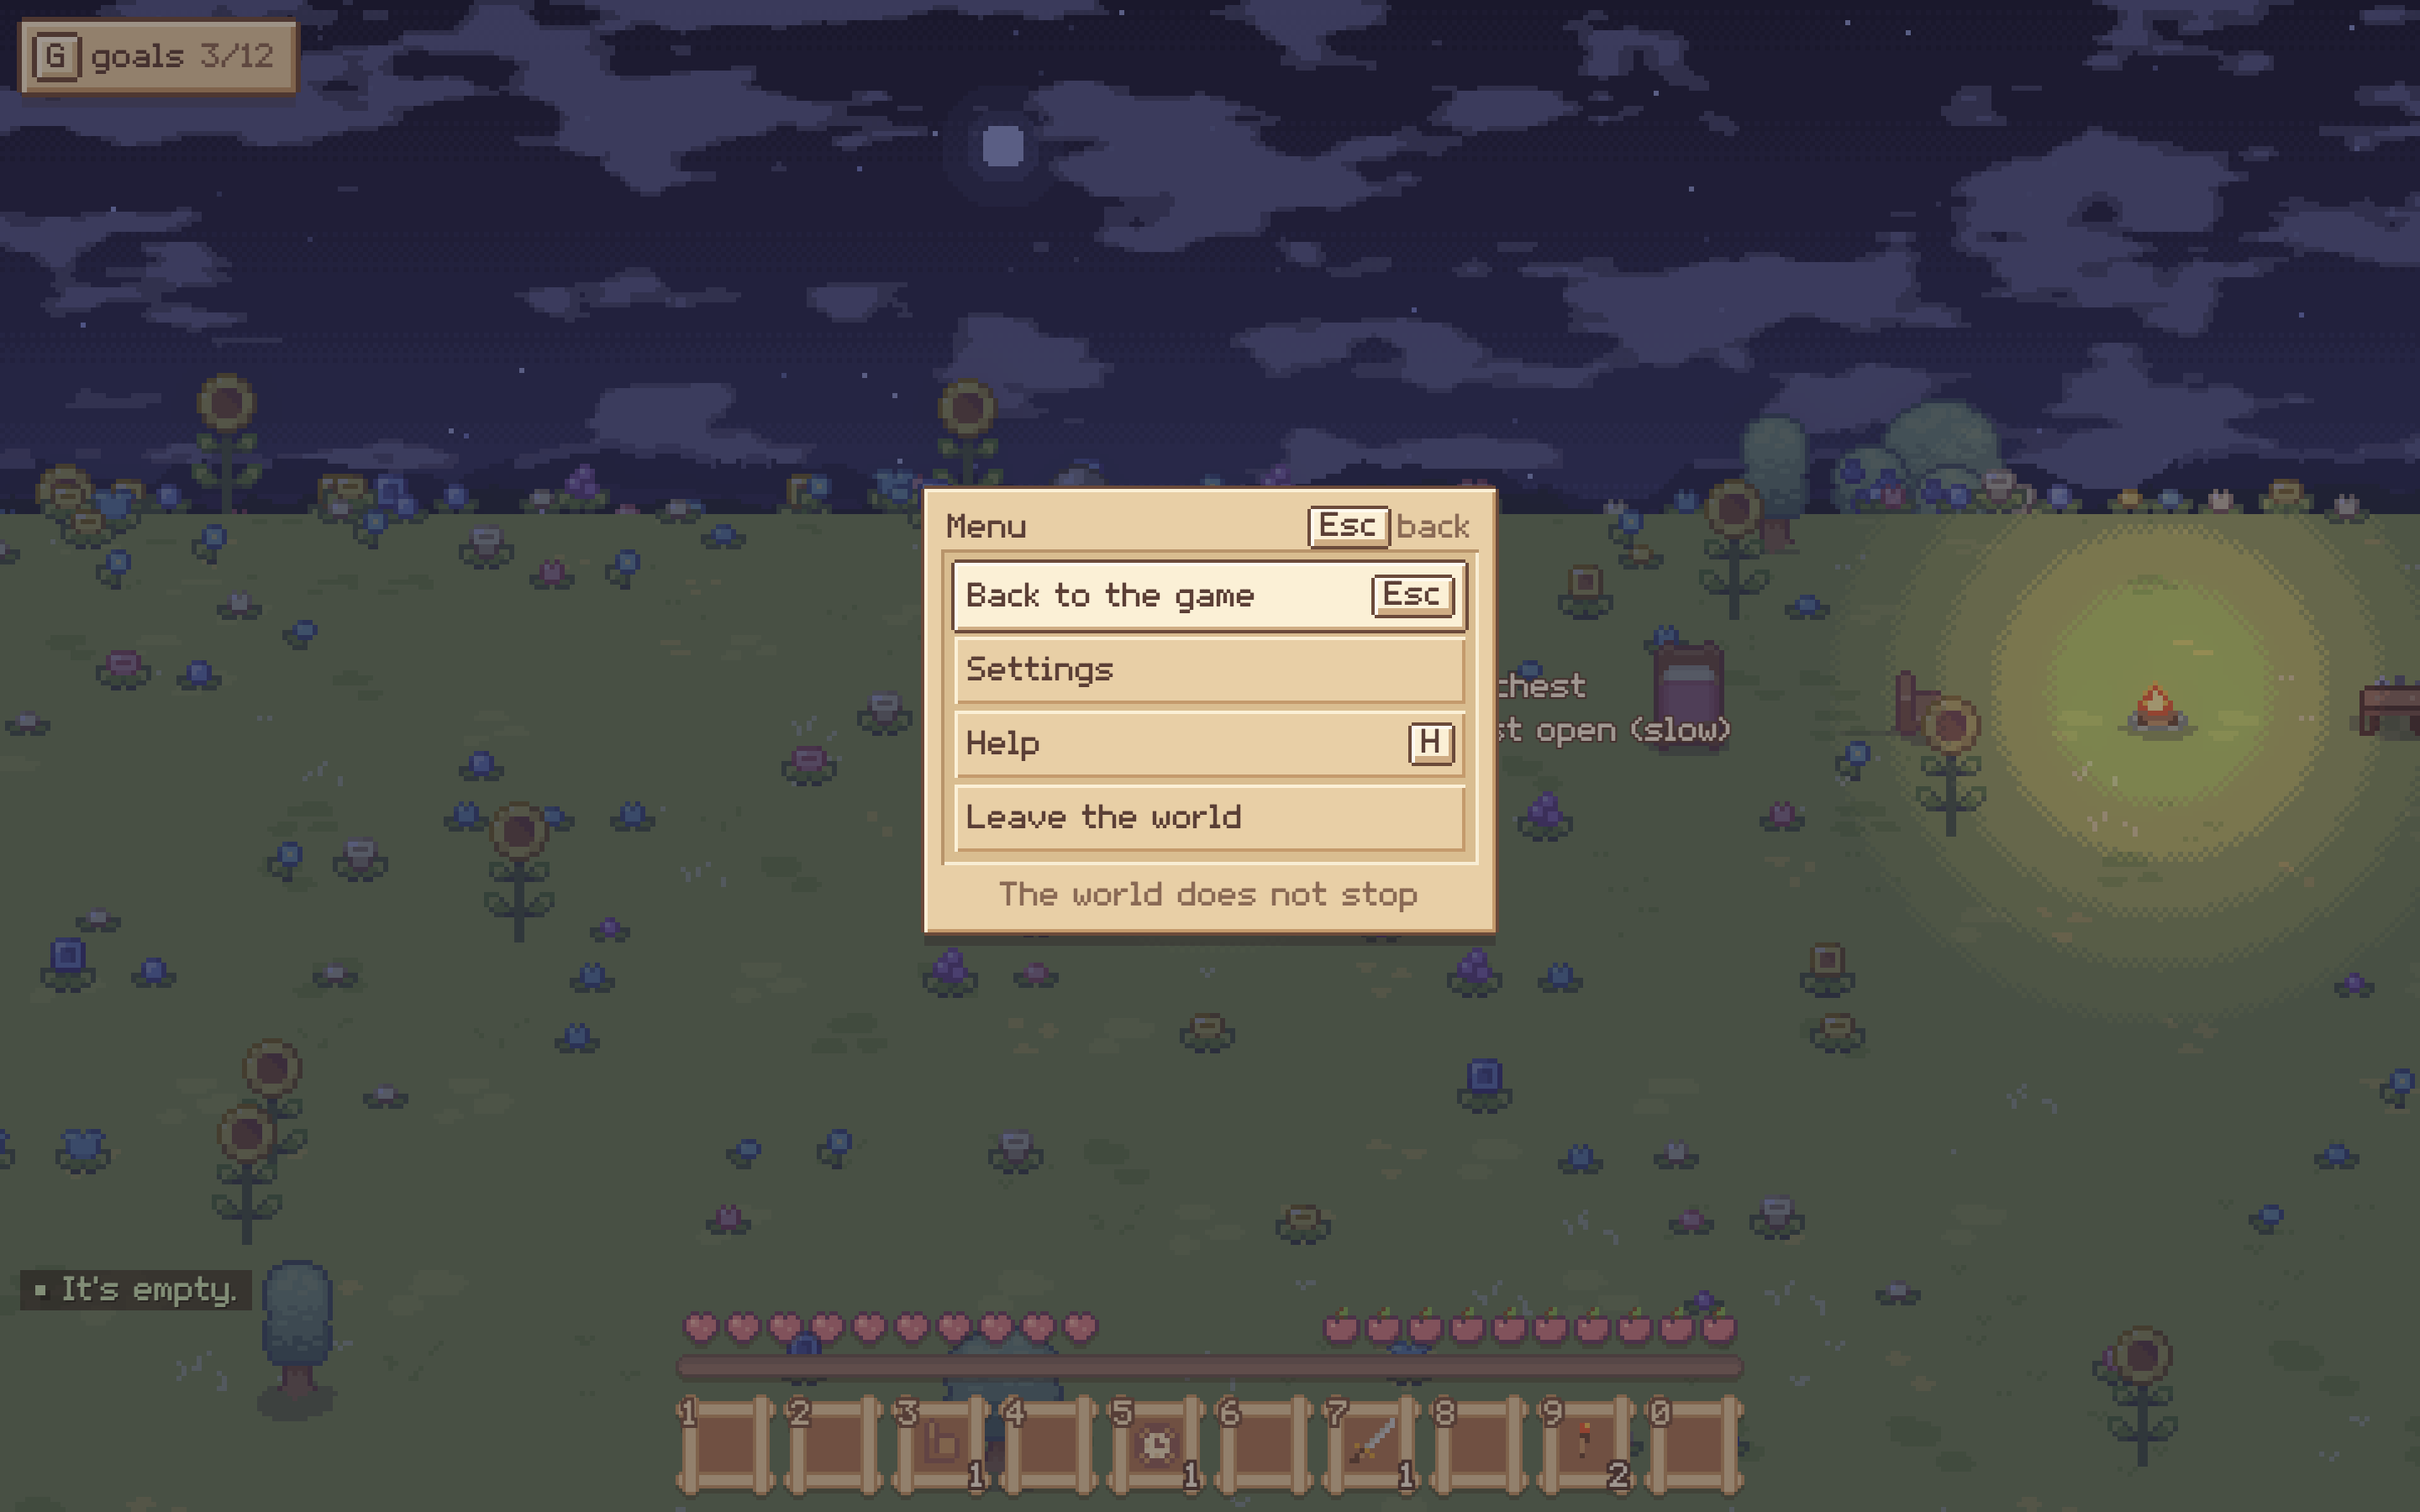 G goals 3/12
Menu Esc back
Back to the game Esc
Settings
Help H
Leave the world
The world does not stop
chest
st open (slow)
It's empty.
1 2 3 4 5 6 7 8 9 0
1 1 1 2